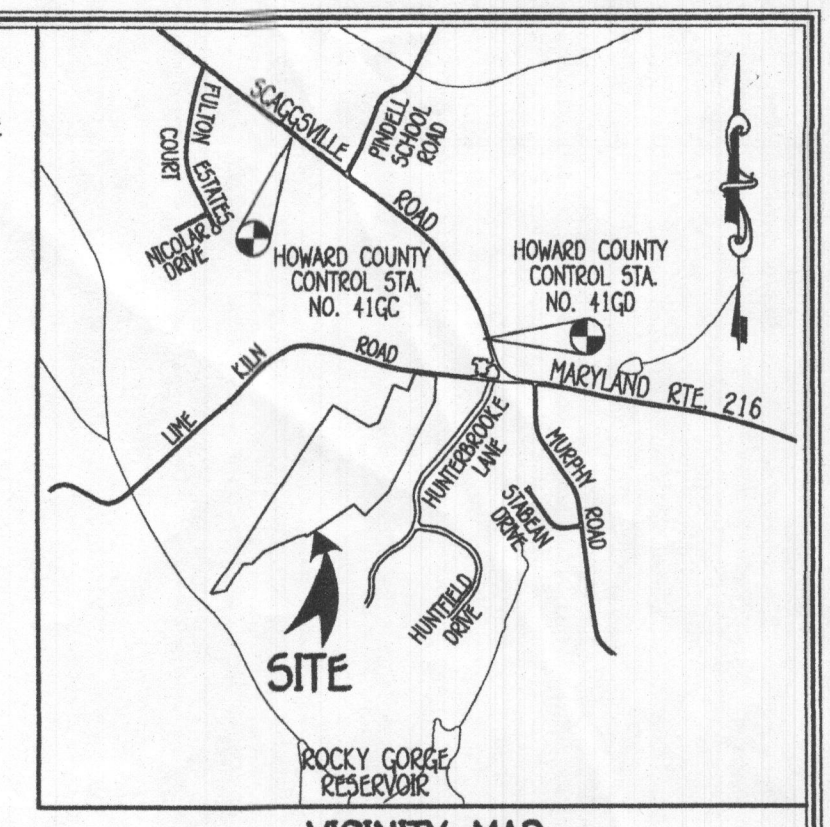 SCAGGSVILLE
ROAD
FULTON ESTATES
COURT
PINDELL
SCHOOL
ROAD
NICOLAR
DRIVE
HOWARD COUNTY
CONTROL STA.
NO. 41GC
HOWARD COUNTY
CONTROL STA.
NO. 41GD
LIME KILN ROAD
MARYLAND RTE. 216
HUNTERBROOKE
LANE
MURPHY ROAD
STABEAN
DRIVE
HUNTFIELD
DRIVE
SITE
ROCKY GORGE
RESERVOIR
VICINITY MAP